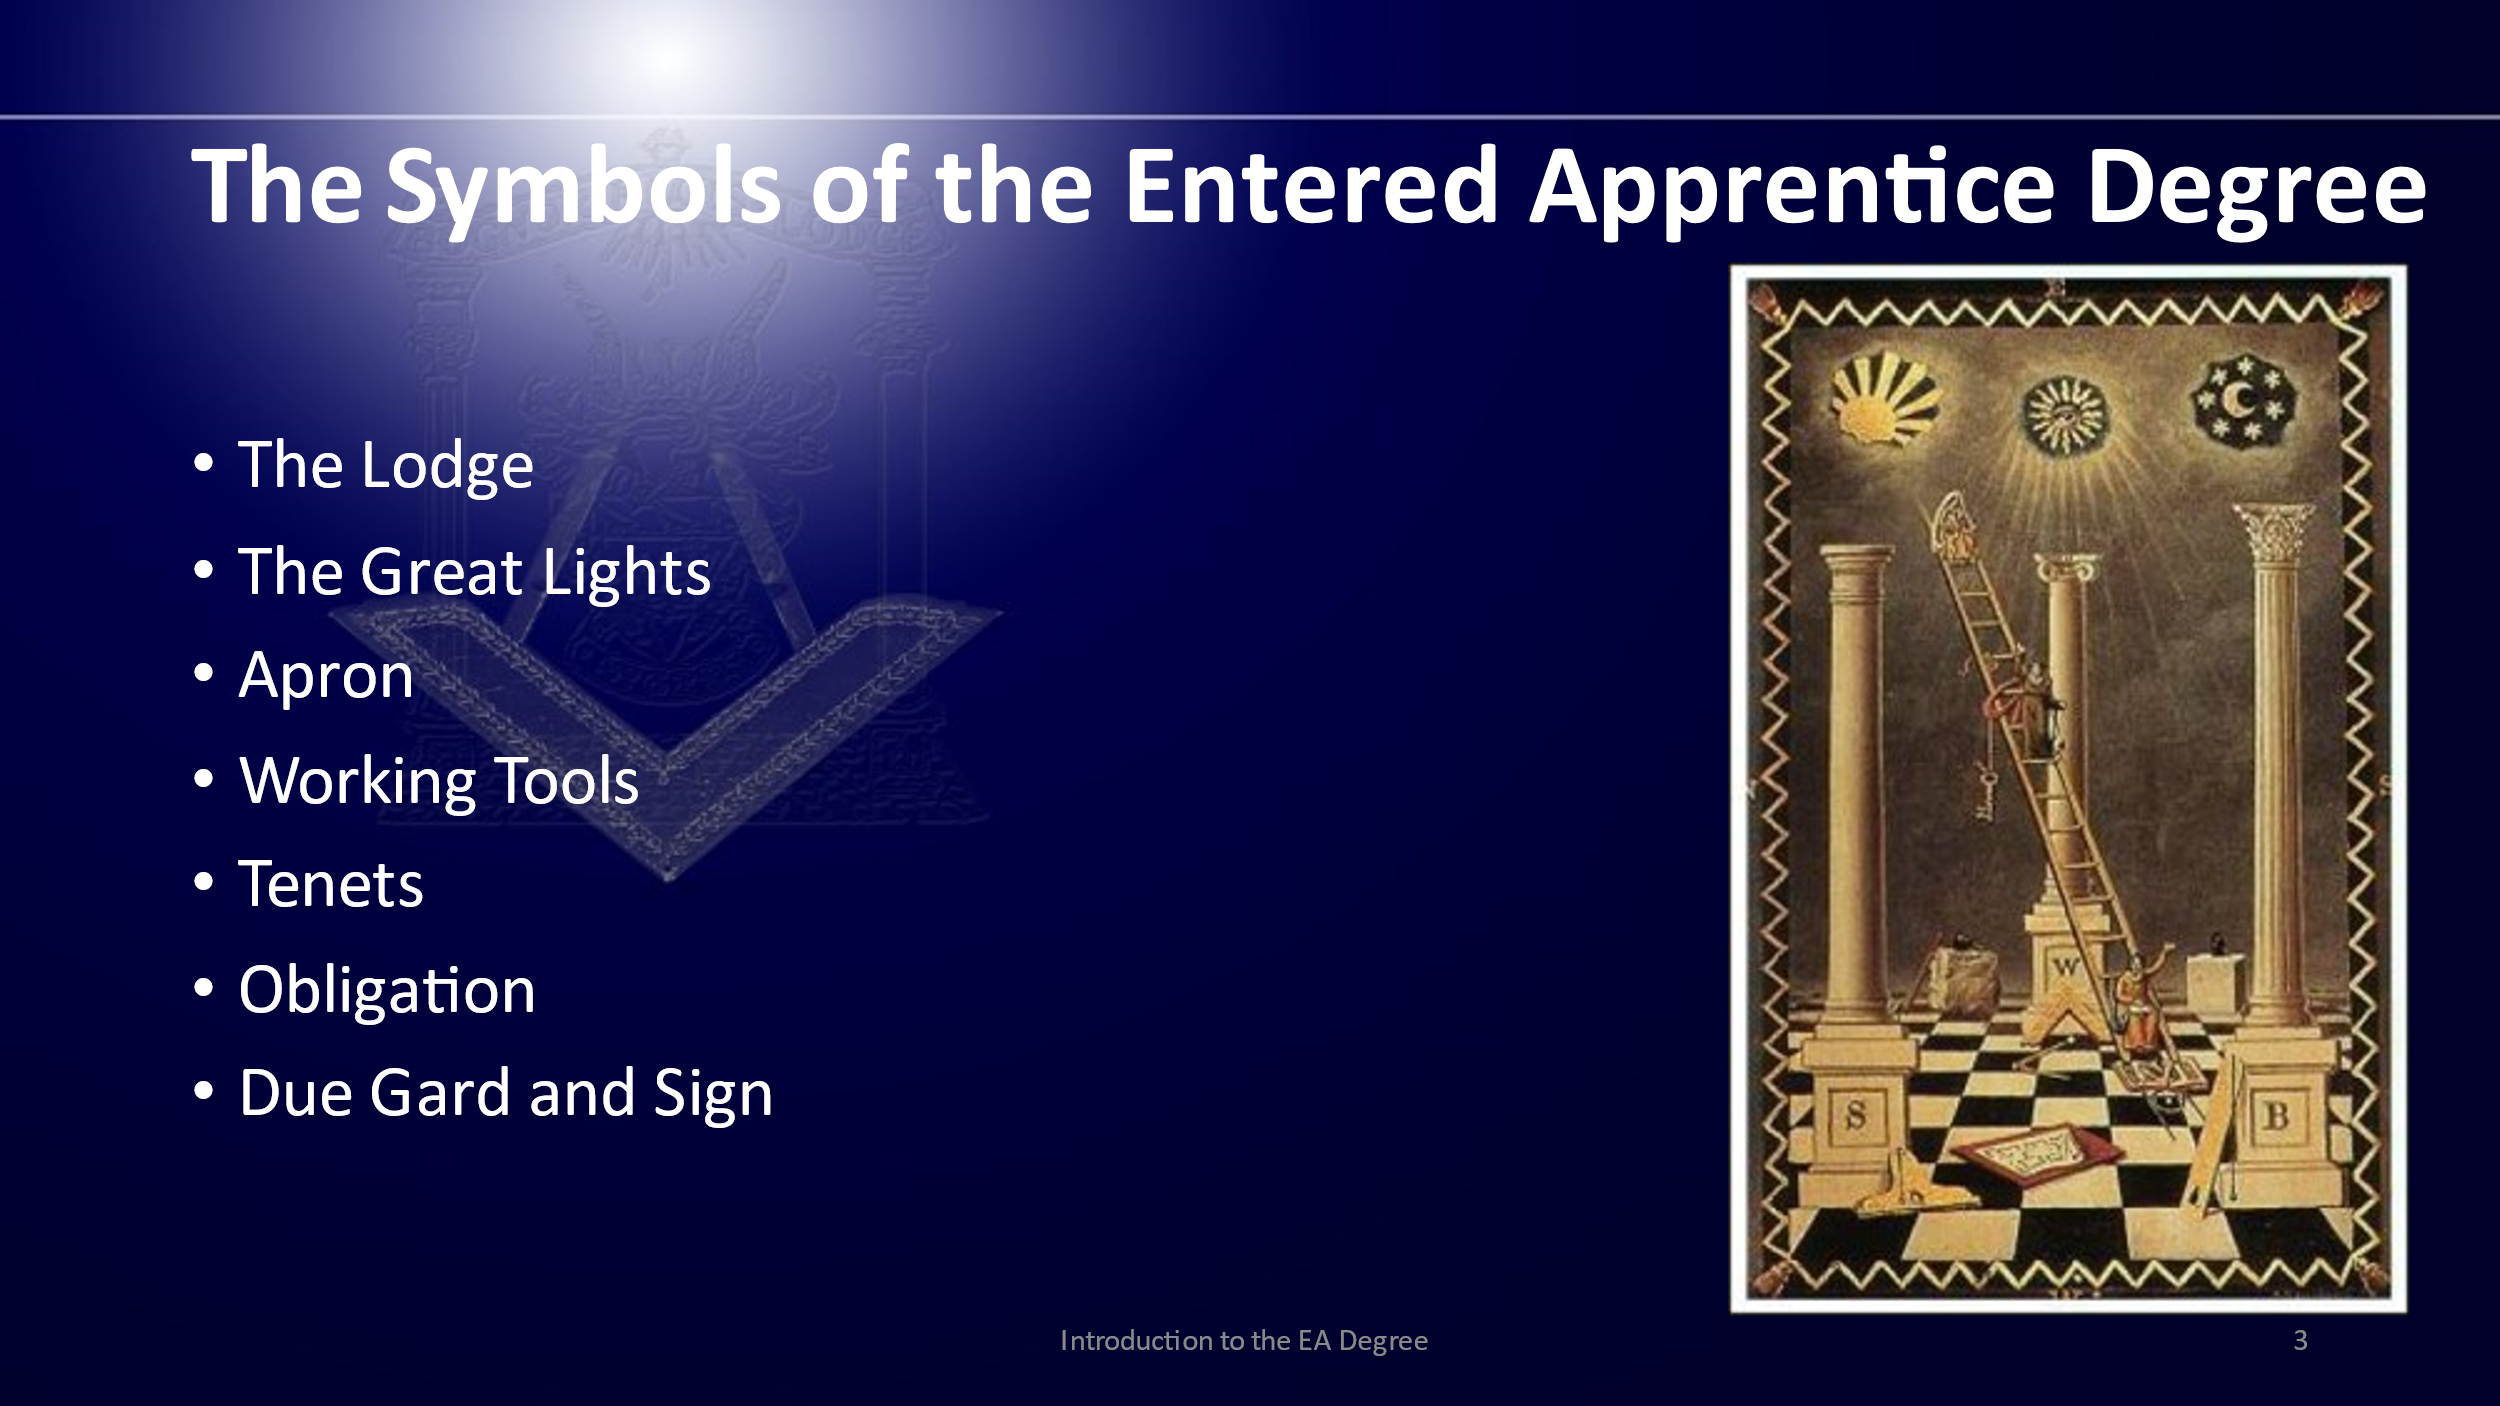 The Symbols of the Entered Apprentice Degree
• The Lodge
• The Great Lights
• Apron
• Working Tools
• Tenets
• Obligation
• Due Gard and Sign
W
S
B
Introduction to the EA Degree
3